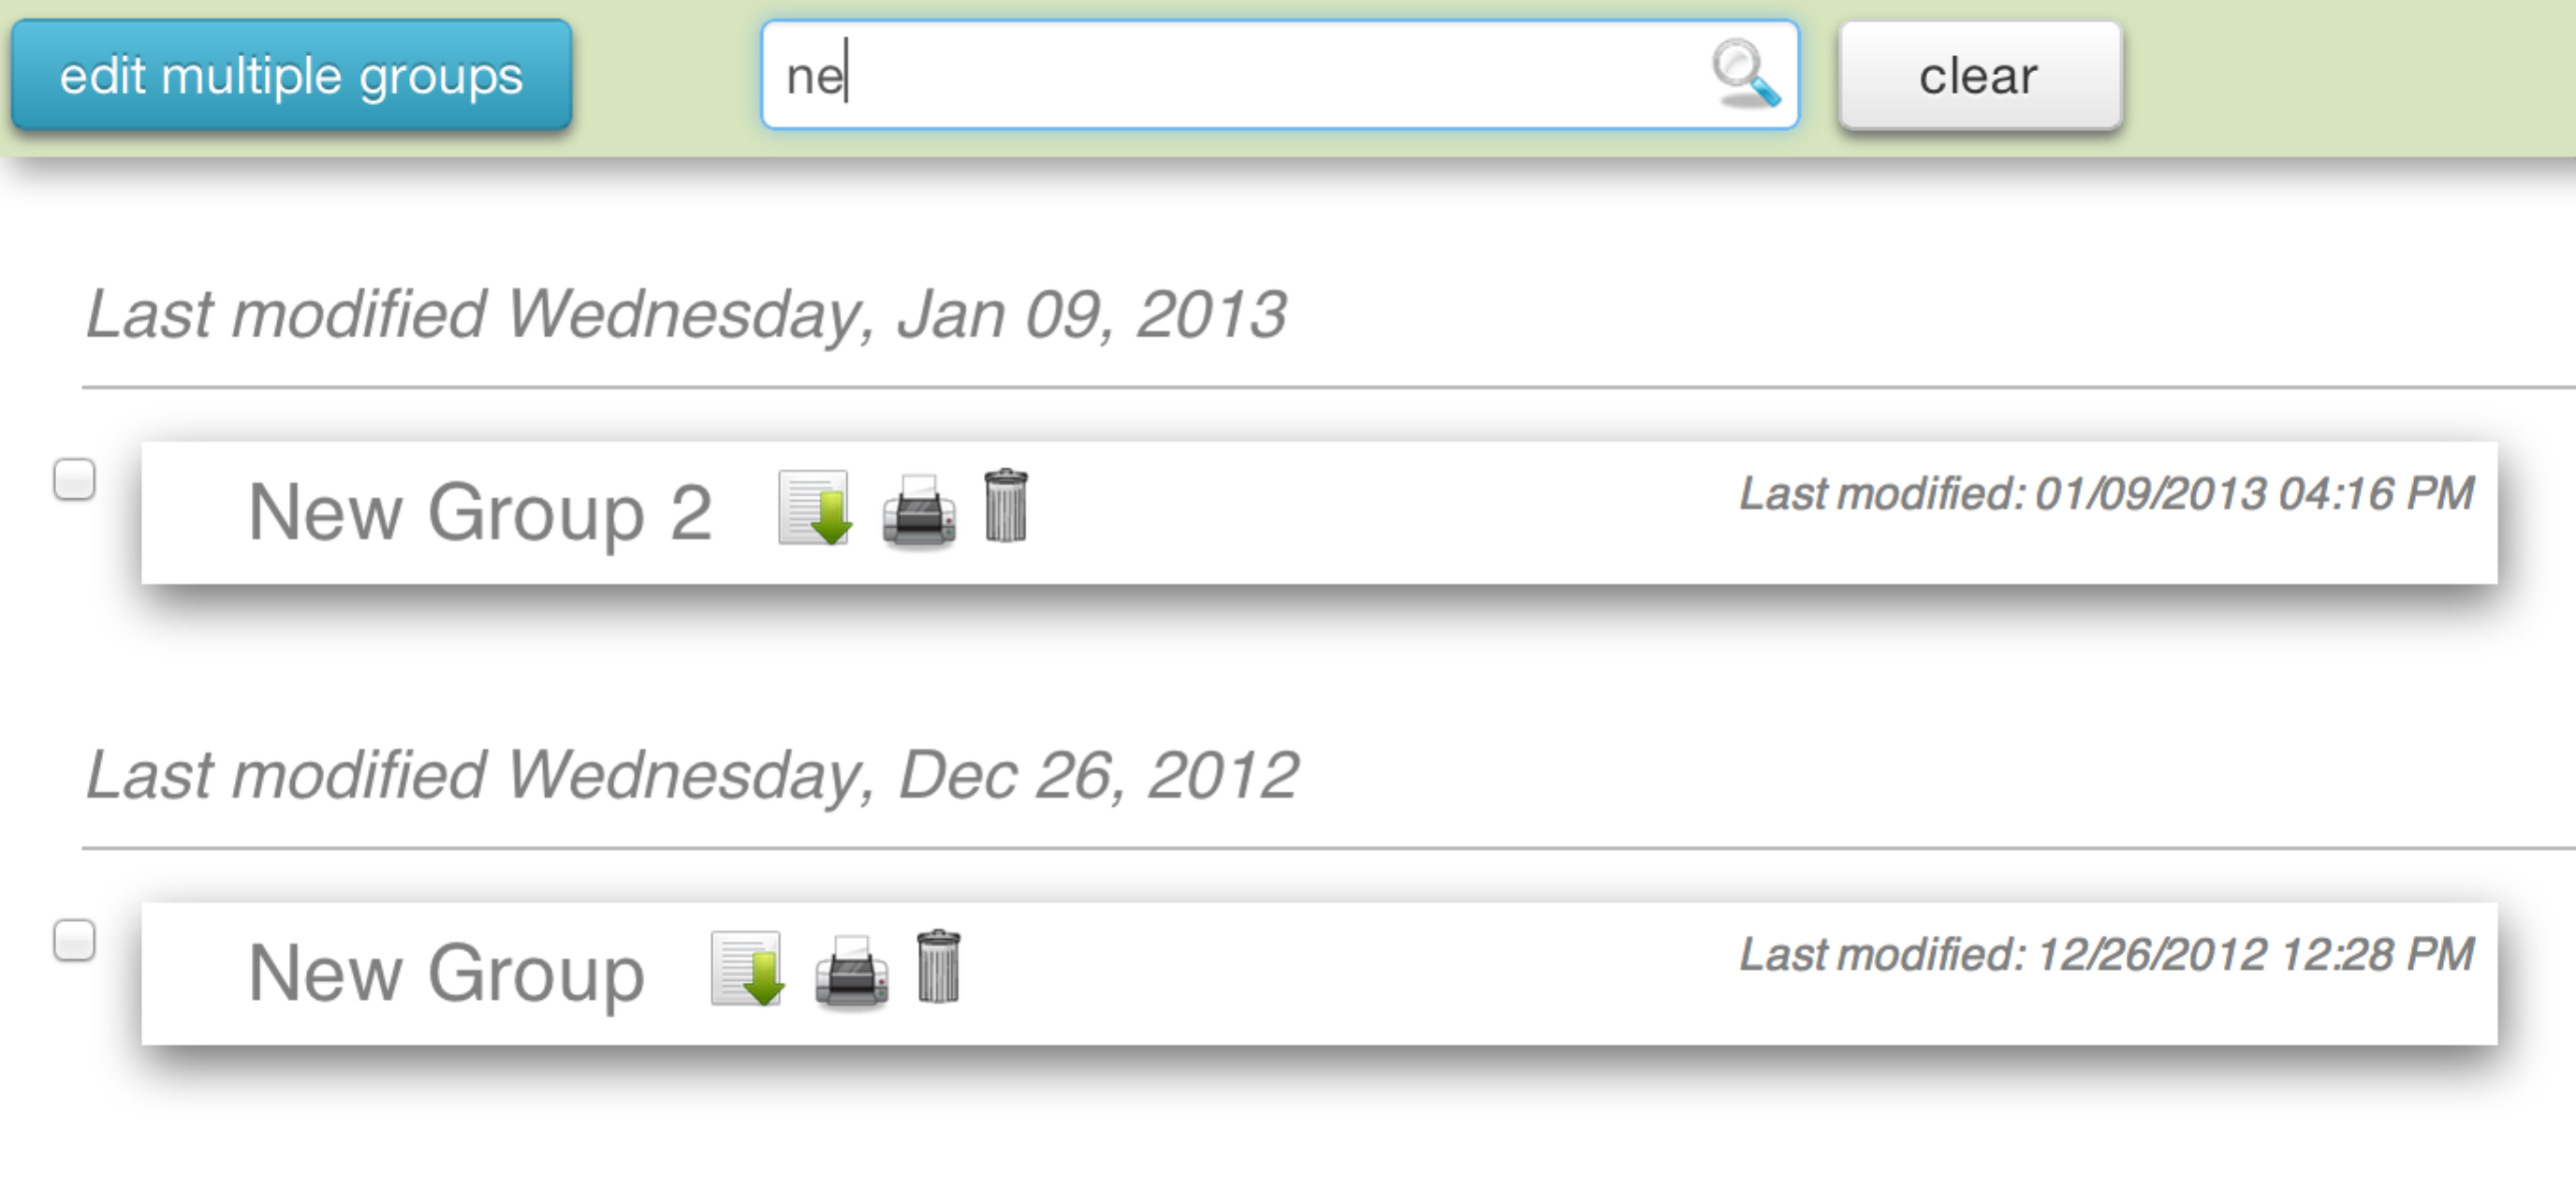 edit multiple groups ne clear
Last modified Wednesday, Jan 09, 2013
New Group 2 Last modified: 01/09/2013 04:16 PM
Last modified Wednesday, Dec 26, 2012
New Group Last modified: 12/26/2012 12:28 PM